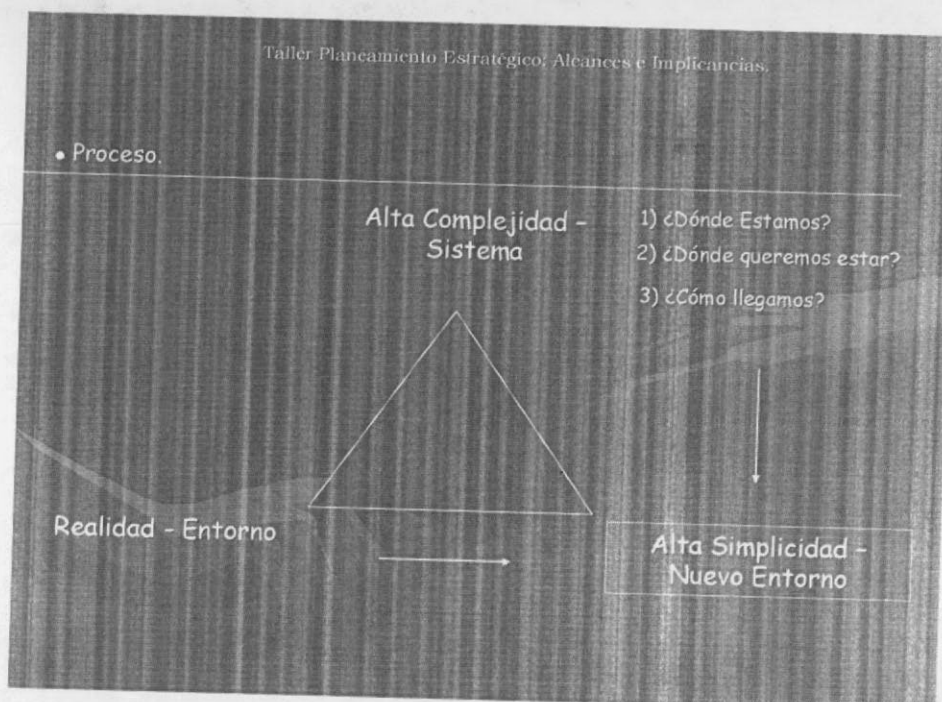 Taller Planeamiento Estratégico: Alcances e Implicancias.
• Proceso.
Alta Complejidad –
Sistema
1) ¿Dónde Estamos?
2) ¿Dónde queremos estar?
3) ¿Cómo llegamos?
Realidad - Entorno
Alta Simplicidad –
Nuevo Entorno